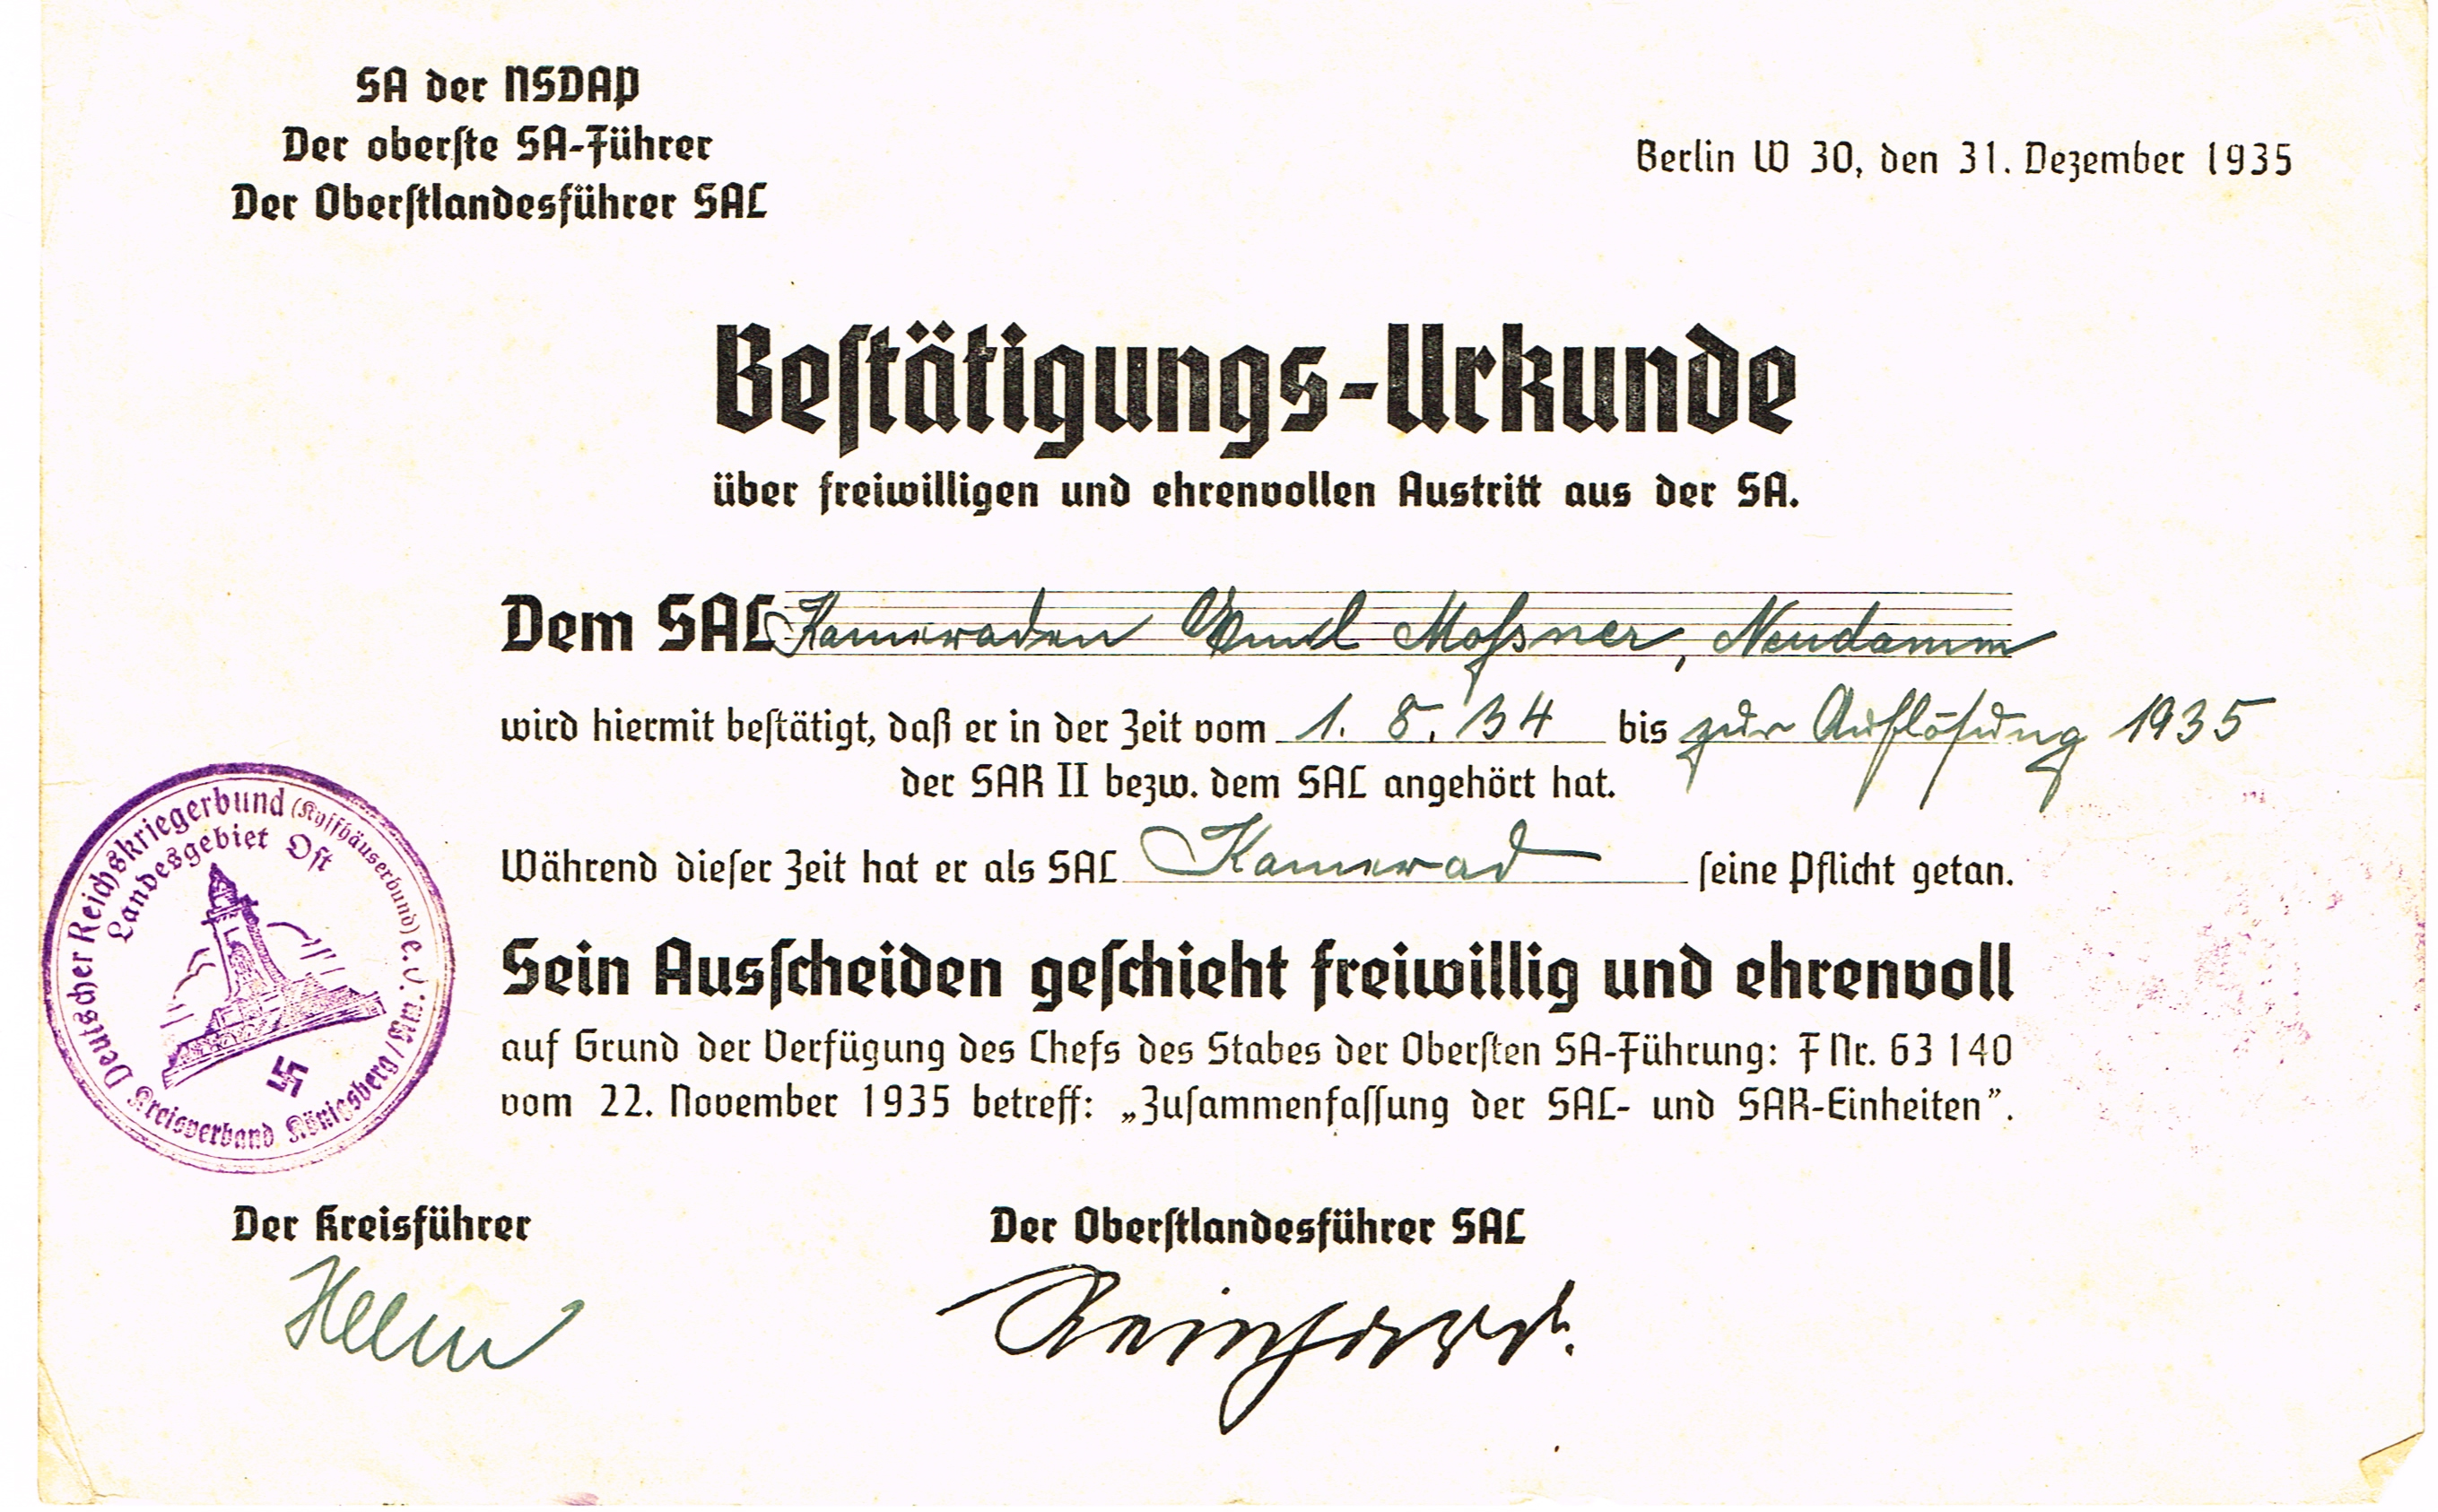 SA der NSDAP
Der oberſte SA-Führer
Der Oberſtlandesführer SAL
Berlin W 30, den 31. Dezember 1935
Beſtätigungs-Urkunde
über freiwilligen und ehrenvollen Austritt aus der SA.
Dem SAL Kameraden Emil Moſsner, Neudamm
wird hiermit beſtätigt, daß er in der Zeit vom 1. 8. 34 bis zur Auflöſung 1935
der SAR II bezw. dem SAL angehört hat.
Während dieſer Zeit hat er als SAL Kamerad ſeine Pflicht getan.
Sein Ausſcheiden geſchieht freiwillig und ehrenvoll
auf Grund der Verfügung des Chefs des Stabes der Oberſten SA-Führung: F Nr. 63 140
vom 22. November 1935 betreff: „Zuſammenfaſſung der SAL- und SAR-Einheiten”.
Deutscher Reichskriegerbund (Kyffhäuserbund) e.V.
Landesgebiet Oſt
Kreisverband Königsberg/Nm.
Der Kreisführer
Der Oberſtlandesführer SAL
Reinhard.